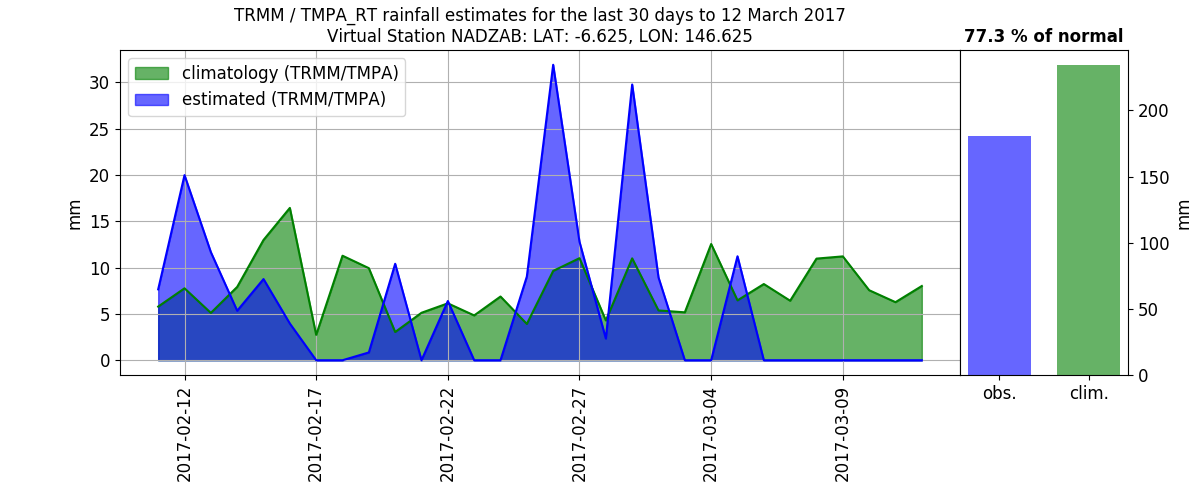 TRMM / TMPA_RT rainfall estimates for the last 30 days to 12 March 2017
Virtual Station NADZAB: LAT: -6.625, LON: 146.625
77.3 % of normal
climatology (TRMM/TMPA)
estimated (TRMM/TMPA)
mm
30
25
20
15
10
5
0
2017-02-12
2017-02-17
2017-02-22
2017-02-27
2017-03-04
2017-03-09
200
150
100
50
0
mm
obs.
clim.